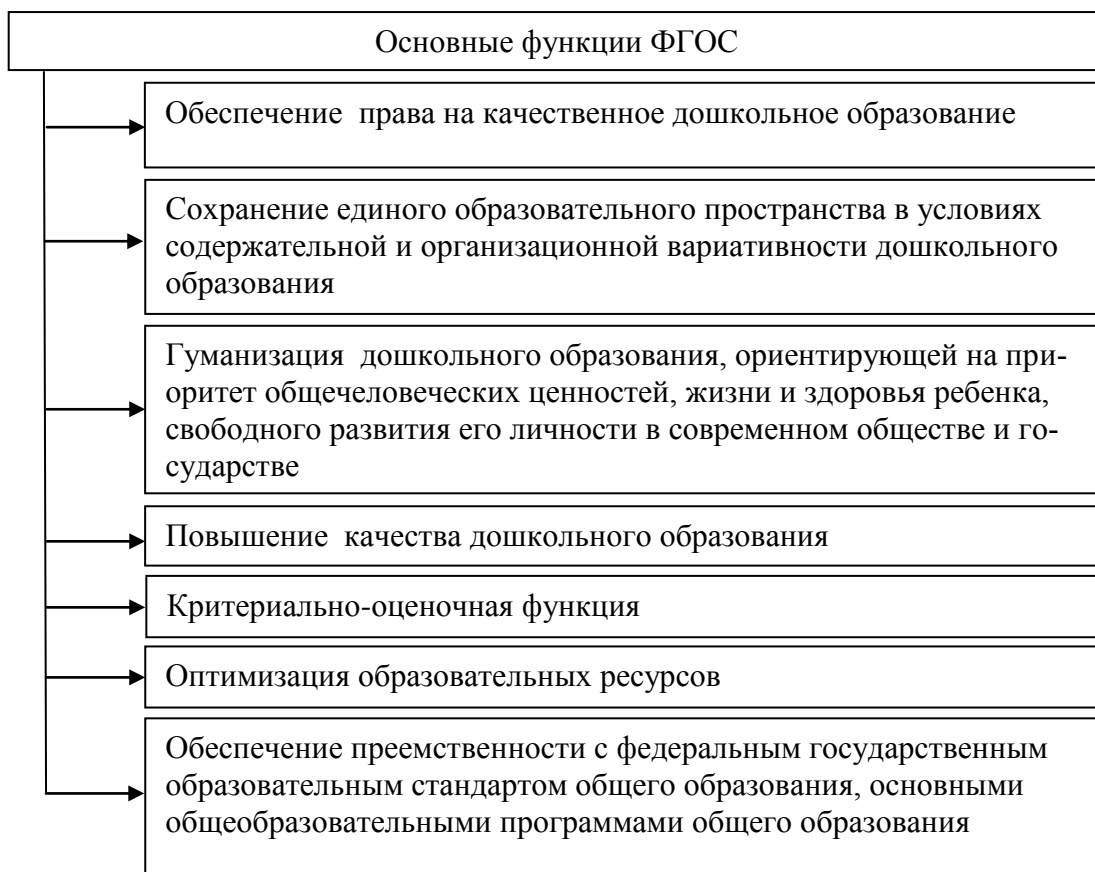 Основные функции ФГОС
Обеспечение права на качественное дошкольное образование
Сохранение единого образовательного пространства в условиях
содержательной и организационной вариативности дошкольного
образования
Гуманизация дошкольного образования, ориентирующей на при-
оритет общечеловеческих ценностей, жизни и здоровья ребенка,
свободного развития его личности в современном обществе и го-
сударстве
Повышение качества дошкольного образования
Критериально-оценочная функция
Оптимизация образовательных ресурсов
Обеспечение преемственности с федеральным государственным
образовательным стандартом общего образования, основными
общеобразовательными программами общего образования